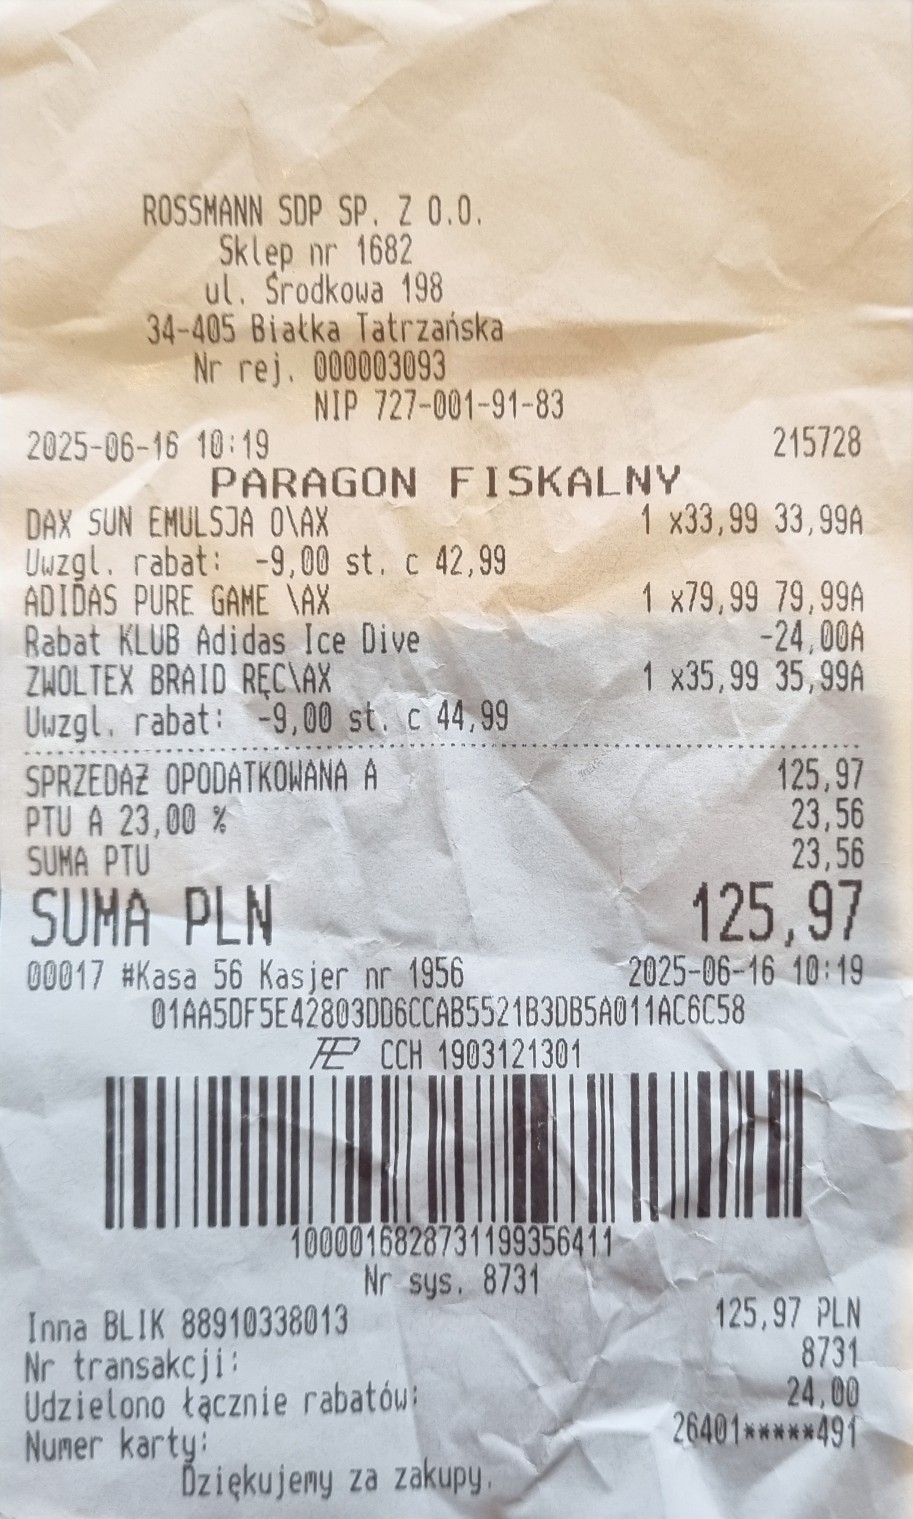 ROSSMANN SDP SP. Z O.O.
Sklep nr 1682
ul. Środkowa 198
34-405 Białka Tatrzańska
Nr rej. 000003093
NIP 727-001-91-83
2025-06-16 10:19 215728
PARAGON FISKALNY
DAX SUN EMULSJA O\AX 1 x33,99 33,99A
Uwzgl. rabat: -9,00 st. c 42,99
ADIDAS PURE GAME \AX 1 x79,99 79,99A
Rabat KLUB Adidas Ice Dive -24,00A
ZWOLTEX BRAID RĘC\AX 1 x35,99 35,99A
Uwzgl. rabat: -9,00 st. c 44,99
SPRZEDAŻ OPODATKOWANA A 125,97
PTU A 23,00 % 23,56
SUMA PTU 23,56
SUMA PLN 125,97
00017 #Kasa 56 Kasjer nr 1956 2025-06-16 10:19
01AA5DF5E42803DD6CCAB5521B3DB5A011AC6C58
CCH 1903121301
1000016828731199356411
Nr sys. 8731
Inna BLIK 88910338013 125,97 PLN
Nr transakcji: 8731
Udzielono łącznie rabatów: 24,00
Numer karty: 26401*****491
Dziękujemy za zakupy.